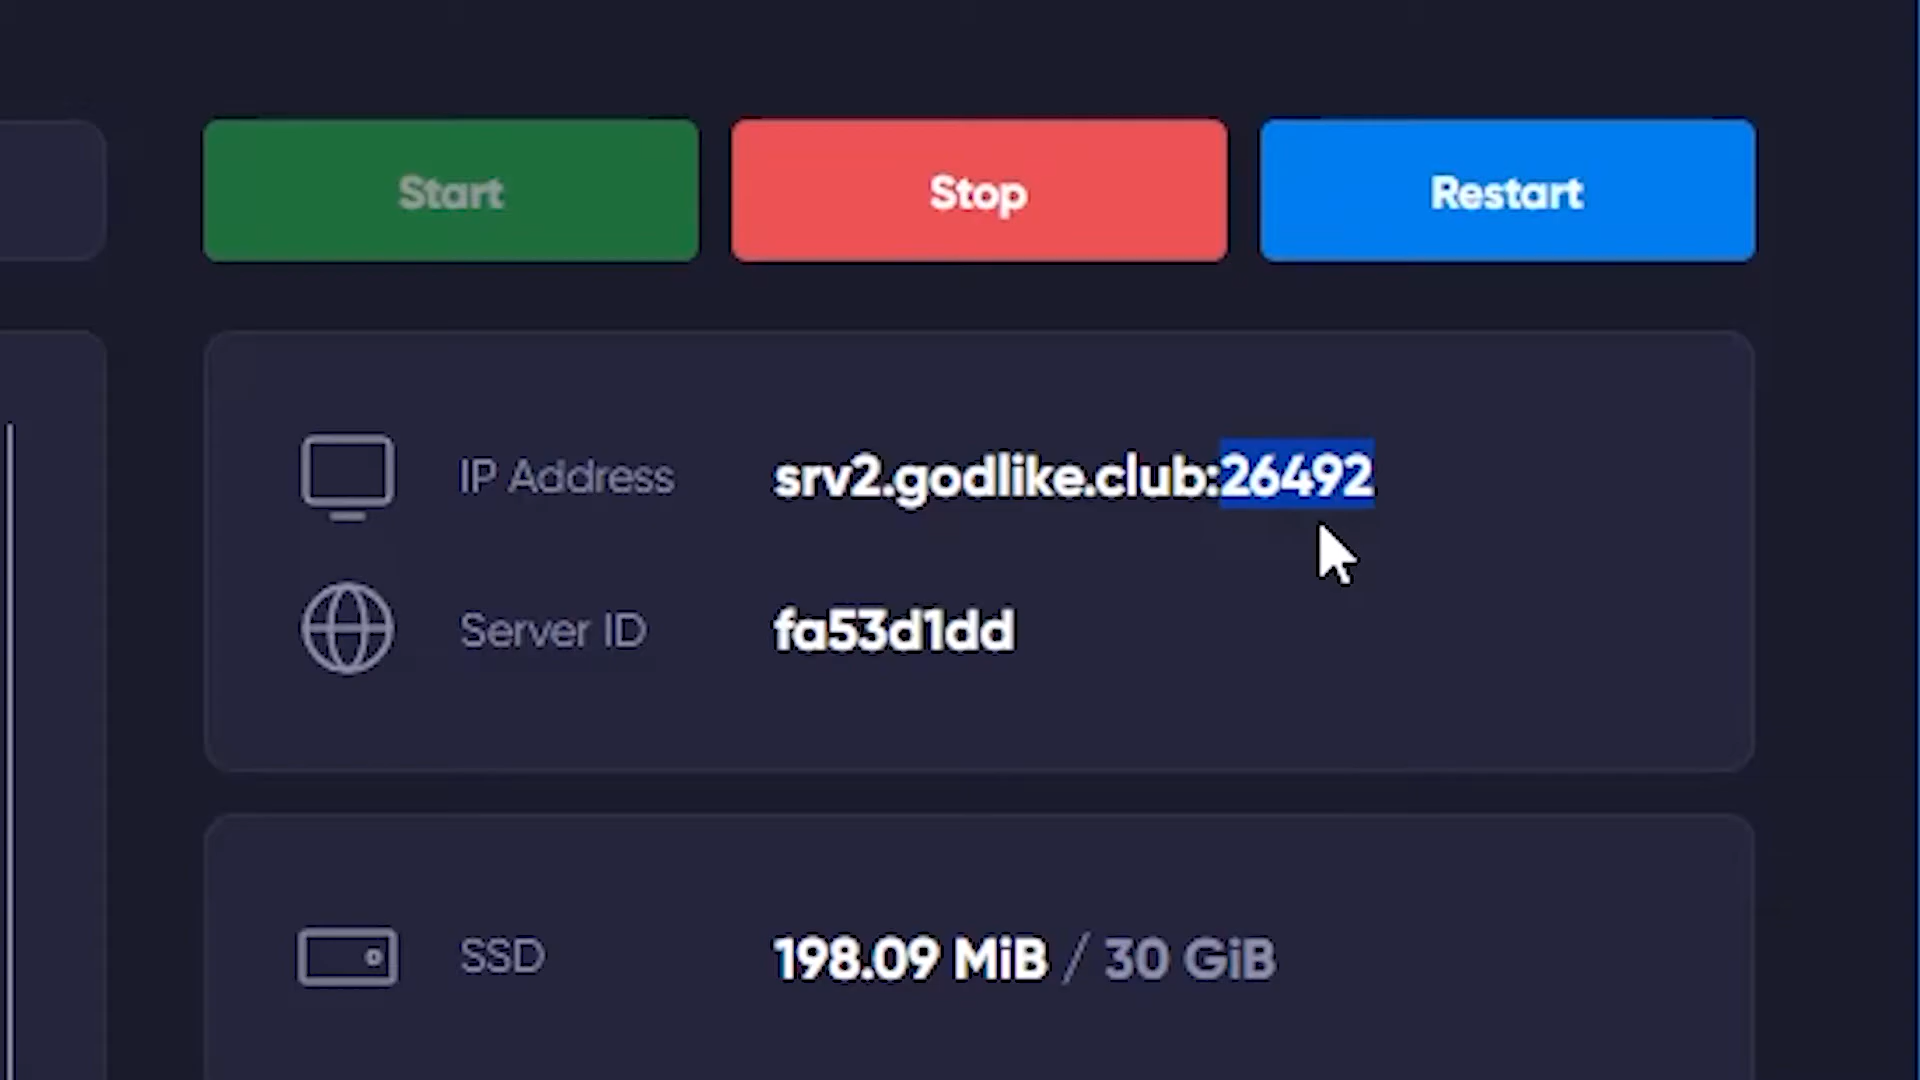 Start Stop Restart
IP Address srv2.godlike.club:26492
Server ID fa53d1dd
SSD 198.09 MiB / 30 GiB